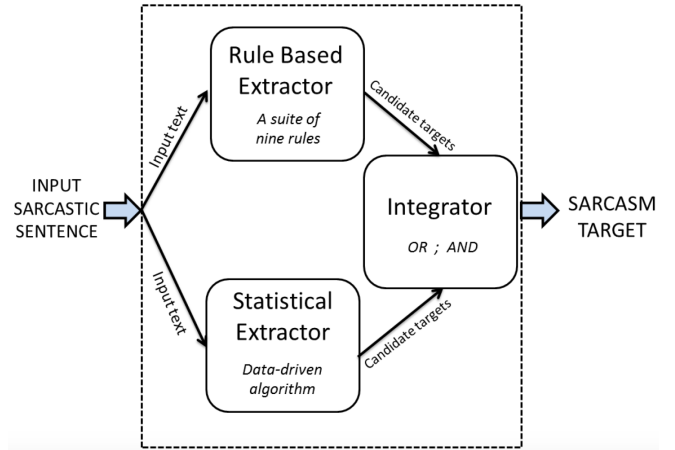 Rule Based
Extractor
A suite of
nine rules
Input text
Candidate targets
INPUT
SARCASTIC
SENTENCE
Integrator
OR ; AND
SARCASM
TARGET
Input text
Statistical
Extractor
Data-driven
algorithm
Candidate targets